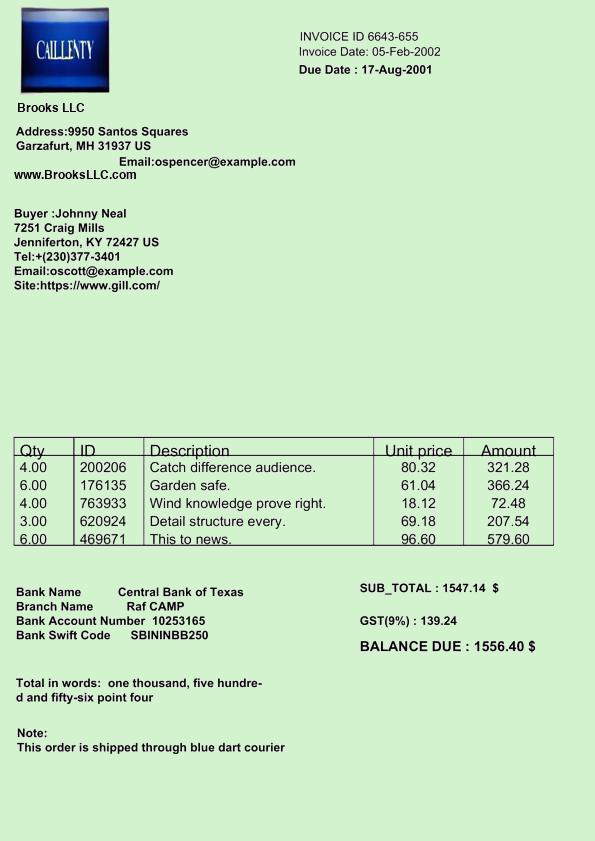 CAILLENTY
INVOICE ID 6643-655
Invoice Date: 05-Feb-2002
Due Date : 17-Aug-2001
Brooks LLC
Address:9950 Santos Squares
Garzafurt, MH 31937 US
Email:ospencer@example.com
www.BrooksLLC.com
Buyer :Johnny Neal
7251 Craig Mills
Jenniferton, KY 72427 US
Tel:+(230)377-3401
Email:oscott@example.com
Site:https://www.gill.com/
Qty ID Description Unit price Amount
4.00 200206 Catch difference audience. 80.32 321.28
6.00 176135 Garden safe. 61.04 366.24
4.00 763933 Wind knowledge prove right. 18.12 72.48
3.00 620924 Detail structure every. 69.18 207.54
6.00 469671 This to news. 96.60 579.60
Bank Name Central Bank of Texas
Branch Name Raf CAMP
Bank Account Number 10253165
Bank Swift Code SBININBB250
SUB_TOTAL : 1547.14 $
GST(9%) : 139.24
BALANCE DUE : 1556.40 $
Total in words: one thousand, five hundre-
d and fifty-six point four
Note:
This order is shipped through blue dart courier